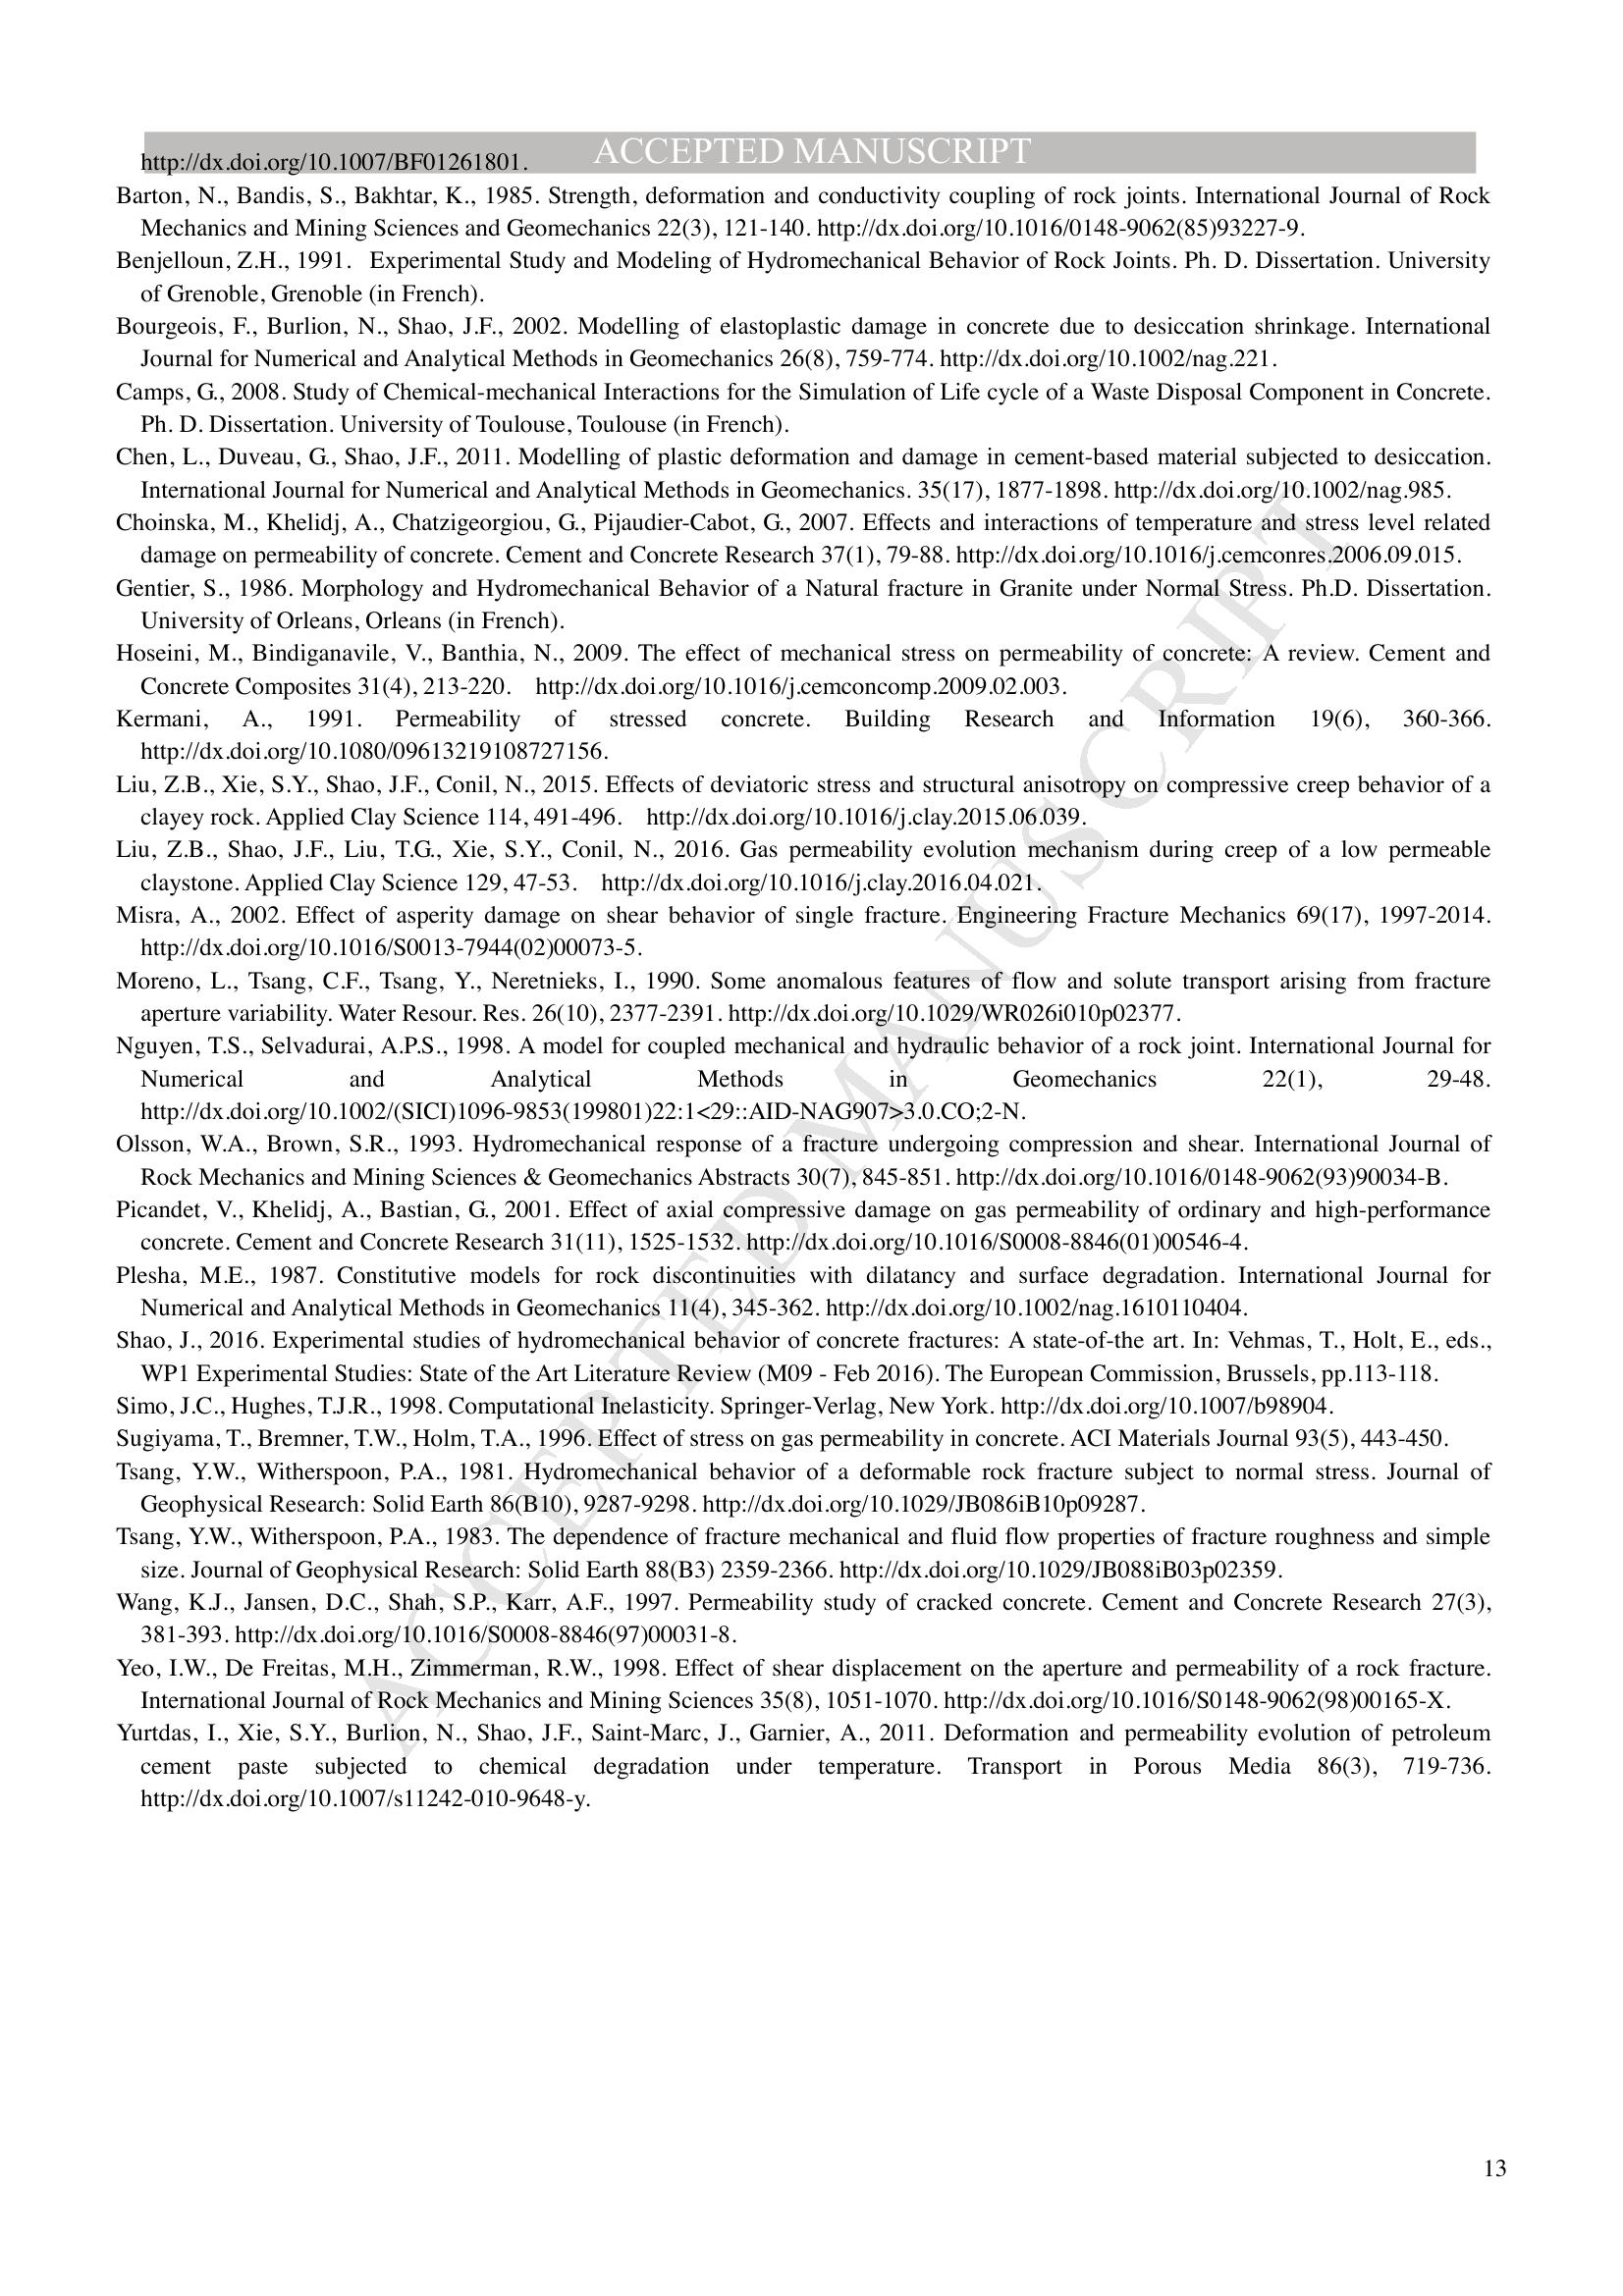 ACCEPTED MANUSCRIPT
http://dx.doi.org/10.1007/BF01261801.
Barton, N., Bandis, S., Bakhtar, K., 1985. Strength, deformation and conductivity coupling of rock joints. International Journal of Rock
Mechanics and Mining Sciences and Geomechanics 22(3), 121-140. http://dx.doi.org/10.1016/0148-9062(85)93227-9.
Benjelloun, Z.H., 1991. Experimental Study and Modeling of Hydromechanical Behavior of Rock Joints. Ph. D. Dissertation. University
of Grenoble, Grenoble (in French).
Bourgeois, F., Burlion, N., Shao, J.F., 2002. Modelling of elastoplastic damage in concrete due to desiccation shrinkage. International
Journal for Numerical and Analytical Methods in Geomechanics 26(8), 759-774. http://dx.doi.org/10.1002/nag.221.
Camps, G., 2008. Study of Chemical-mechanical Interactions for the Simulation of Life cycle of a Waste Disposal Component in Concrete.
Ph. D. Dissertation. University of Toulouse, Toulouse (in French).
Chen, L., Duveau, G., Shao, J.F., 2011. Modelling of plastic deformation and damage in cement-based material subjected to desiccation.
International Journal for Numerical and Analytical Methods in Geomechanics. 35(17), 1877-1898. http://dx.doi.org/10.1002/nag.985.
Choinska, M., Khelidj, A., Chatzigeorgiou, G., Pijaudier-Cabot, G., 2007. Effects and interactions of temperature and stress level related
damage on permeability of concrete. Cement and Concrete Research 37(1), 79-88. http://dx.doi.org/10.1016/j.cemconres.2006.09.015.
Gentier, S., 1986. Morphology and Hydromechanical Behavior of a Natural fracture in Granite under Normal Stress. Ph.D. Dissertation.
University of Orleans, Orleans (in French).
Hoseini, M., Bindiganavile, V., Banthia, N., 2009. The effect of mechanical stress on permeability of concrete: A review. Cement and
Concrete Composites 31(4), 213-220. http://dx.doi.org/10.1016/j.cemconcomp.2009.02.003.
Kermani, A., 1991. Permeability of stressed concrete. Building Research and Information 19(6), 360-366.
http://dx.doi.org/10.1080/09613219108727156.
Liu, Z.B., Xie, S.Y., Shao, J.F., Conil, N., 2015. Effects of deviatoric stress and structural anisotropy on compressive creep behavior of a
clayey rock. Applied Clay Science 114, 491-496. http://dx.doi.org/10.1016/j.clay.2015.06.039.
Liu, Z.B., Shao, J.F., Liu, T.G., Xie, S.Y., Conil, N., 2016. Gas permeability evolution mechanism during creep of a low permeable
claystone. Applied Clay Science 129, 47-53. http://dx.doi.org/10.1016/j.clay.2016.04.021.
Misra, A., 2002. Effect of asperity damage on shear behavior of single fracture. Engineering Fracture Mechanics 69(17), 1997-2014.
http://dx.doi.org/10.1016/S0013-7944(02)00073-5.
Moreno, L., Tsang, C.F., Tsang, Y., Neretnieks, I., 1990. Some anomalous features of flow and solute transport arising from fracture
aperture variability. Water Resour. Res. 26(10), 2377-2391. http://dx.doi.org/10.1029/WR026i010p02377.
Nguyen, T.S., Selvadurai, A.P.S., 1998. A model for coupled mechanical and hydraulic behavior of a rock joint. International Journal for
Numerical and Analytical Methods in Geomechanics 22(1), 29-48.
http://dx.doi.org/10.1002/(SICI)1096-9853(199801)22:1<29::AID-NAG907>3.0.CO;2-N.
Olsson, W.A., Brown, S.R., 1993. Hydromechanical response of a fracture undergoing compression and shear. International Journal of
Rock Mechanics and Mining Sciences & Geomechanics Abstracts 30(7), 845-851. http://dx.doi.org/10.1016/0148-9062(93)90034-B.
Picandet, V., Khelidj, A., Bastian, G., 2001. Effect of axial compressive damage on gas permeability of ordinary and high-performance
concrete. Cement and Concrete Research 31(11), 1525-1532. http://dx.doi.org/10.1016/S0008-8846(01)00546-4.
Plesha, M.E., 1987. Constitutive models for rock discontinuities with dilatancy and surface degradation. International Journal for
Numerical and Analytical Methods in Geomechanics 11(4), 345-362. http://dx.doi.org/10.1002/nag.1610110404.
Shao, J., 2016. Experimental studies of hydromechanical behavior of concrete fractures: A state-of-the art. In: Vehmas, T., Holt, E., eds.,
WP1 Experimental Studies: State of the Art Literature Review (M09 - Feb 2016). The European Commission, Brussels, pp.113-118.
Simo, J.C., Hughes, T.J.R., 1998. Computational Inelasticity. Springer-Verlag, New York. http://dx.doi.org/10.1007/b98904.
Sugiyama, T., Bremner, T.W., Holm, T.A., 1996. Effect of stress on gas permeability in concrete. ACI Materials Journal 93(5), 443-450.
Tsang, Y.W., Witherspoon, P.A., 1981. Hydromechanical behavior of a deformable rock fracture subject to normal stress. Journal of
Geophysical Research: Solid Earth 86(B10), 9287-9298. http://dx.doi.org/10.1029/JB086iB10p09287.
Tsang, Y.W., Witherspoon, P.A., 1983. The dependence of fracture mechanical and fluid flow properties of fracture roughness and simple
size. Journal of Geophysical Research: Solid Earth 88(B3) 2359-2366. http://dx.doi.org/10.1029/JB088iB03p02359.
Wang, K.J., Jansen, D.C., Shah, S.P., Karr, A.F., 1997. Permeability study of cracked concrete. Cement and Concrete Research 27(3),
381-393. http://dx.doi.org/10.1016/S0008-8846(97)00031-8.
Yeo, I.W., De Freitas, M.H., Zimmerman, R.W., 1998. Effect of shear displacement on the aperture and permeability of a rock fracture.
International Journal of Rock Mechanics and Mining Sciences 35(8), 1051-1070. http://dx.doi.org/10.1016/S0148-9062(98)00165-X.
Yurtdas, I., Xie, S.Y., Burlion, N., Shao, J.F., Saint-Marc, J., Garnier, A., 2011. Deformation and permeability evolution of petroleum
cement paste subjected to chemical degradation under temperature. Transport in Porous Media 86(3), 719-736.
http://dx.doi.org/10.1007/s11242-010-9648-y.
ACCEPTED MANUSCRIPT
13